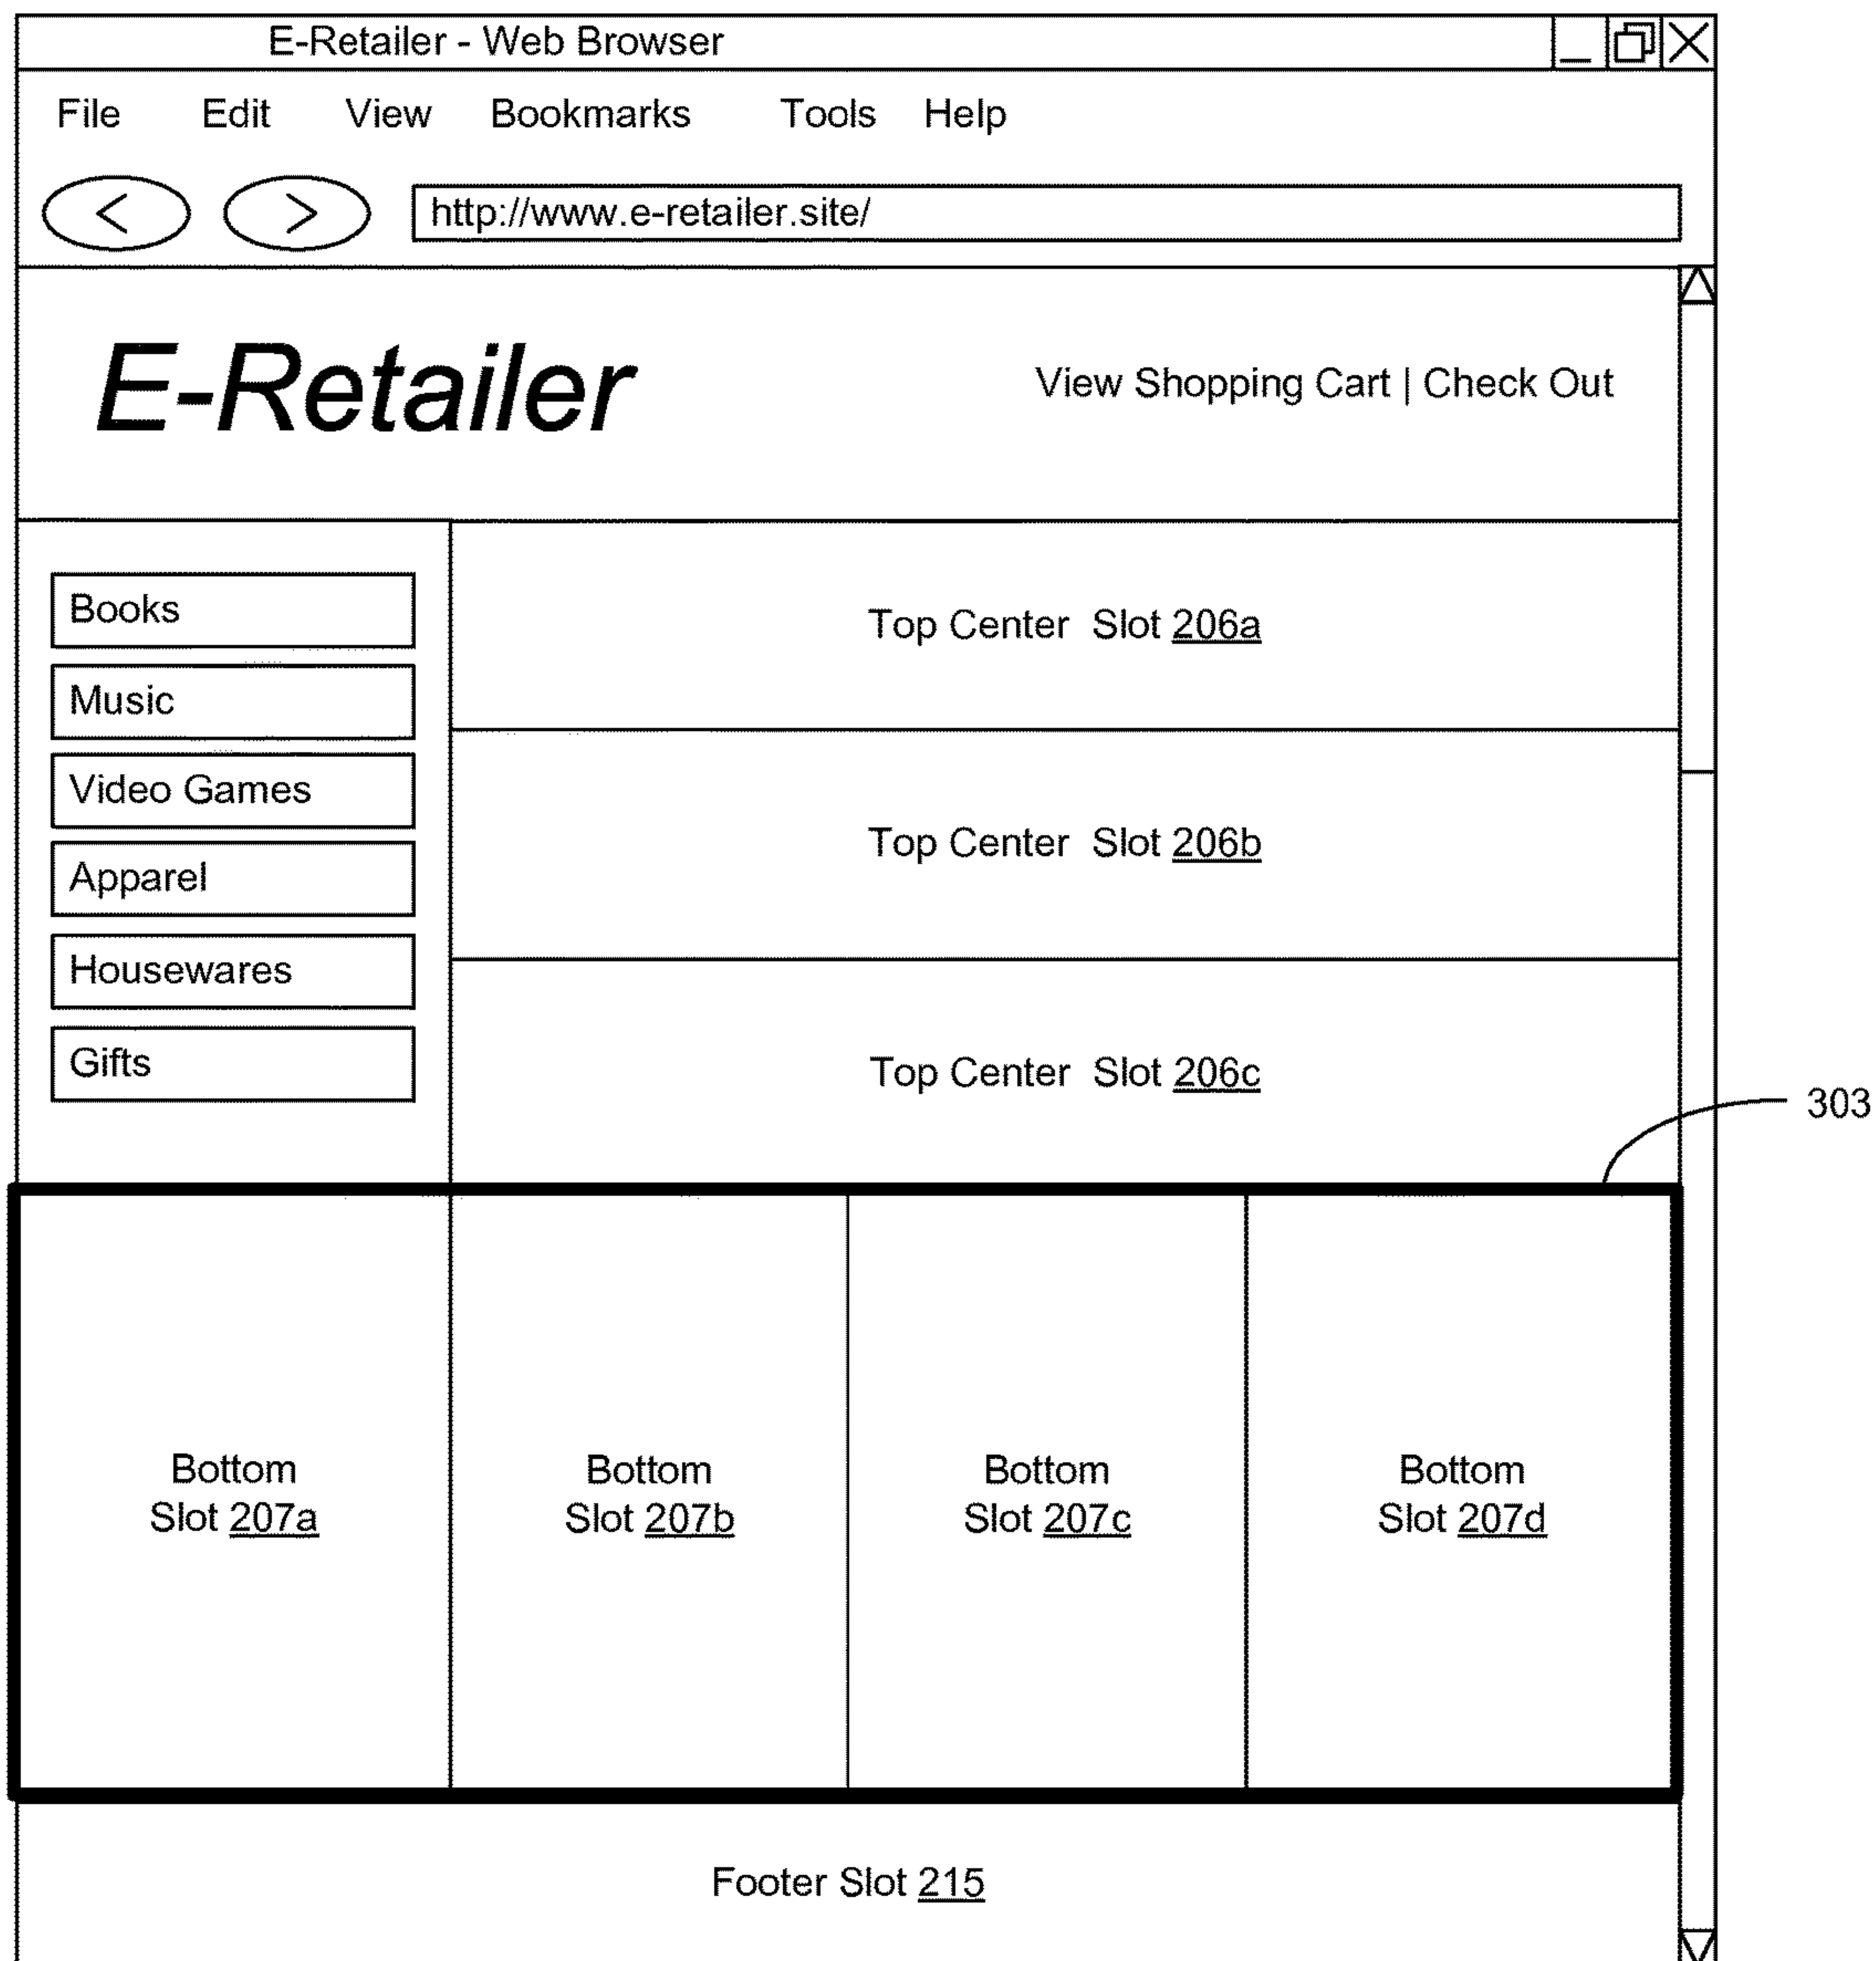 E-Retailer - Web Browser
File Edit View Bookmarks Tools Help
< > http://www.e-retailer.site/
E-Retailer
View Shopping Cart | Check Out
Books
Music
Video Games
Apparel
Housewares
Gifts
Top Center Slot 206a
Top Center Slot 206b
Top Center Slot 206c
303
Bottom
Slot 207a
Bottom
Slot 207b
Bottom
Slot 207c
Bottom
Slot 207d
Footer Slot 215